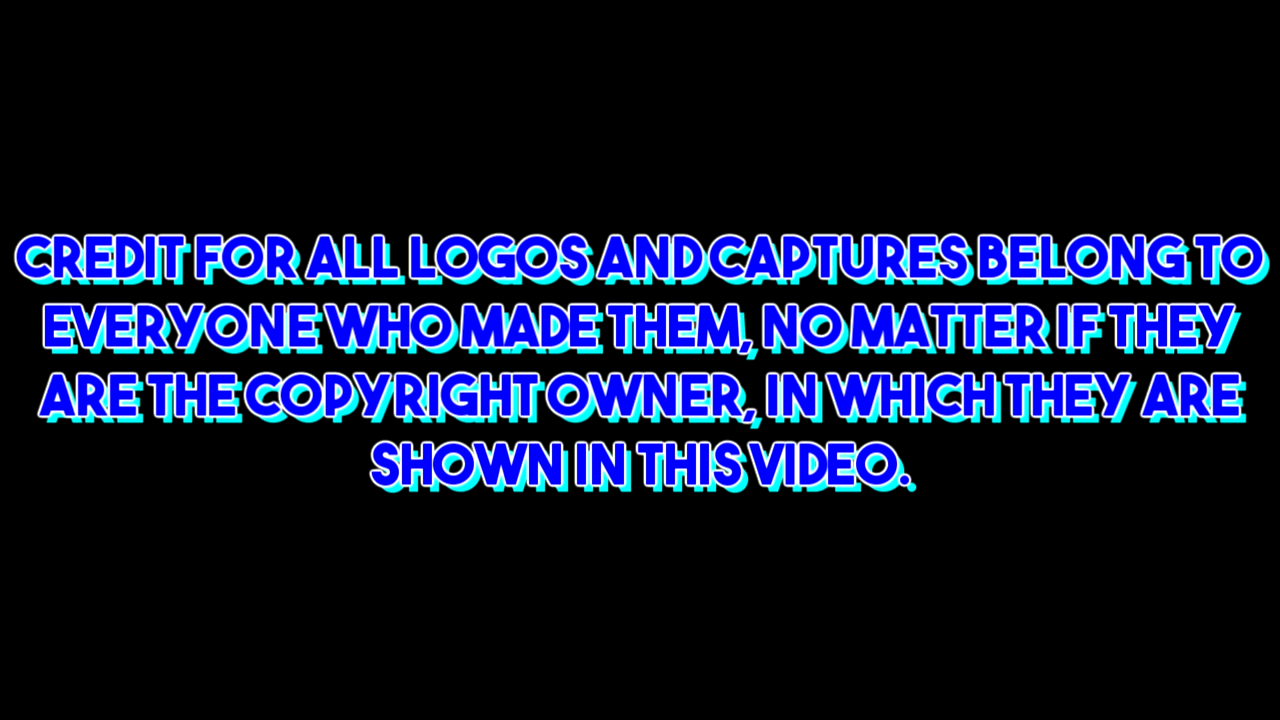 CREDIT FOR ALL LOGOS AND CAPTURES BELONG TO
EVERYONE WHO MADE THEM, NO MATTER IF THEY
ARE THE COPYRIGHT OWNER, IN WHICH THEY ARE
SHOWN IN THIS VIDEO.